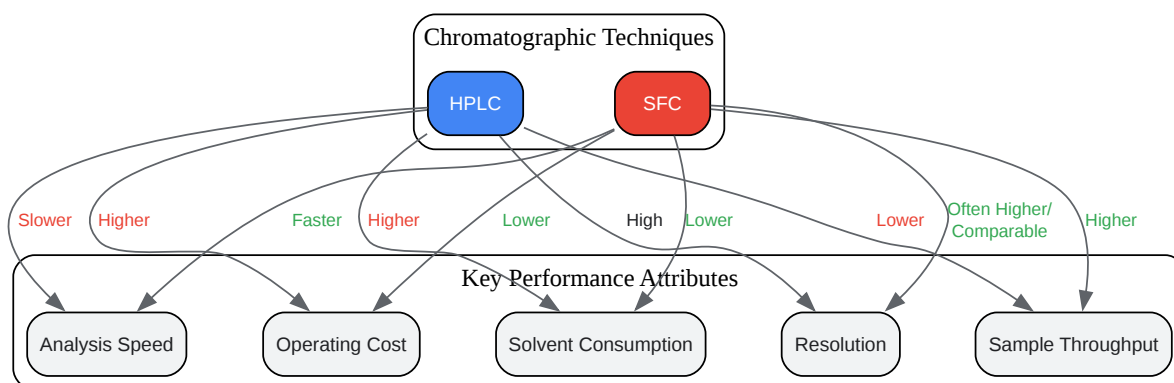 Chromatographic Techniques
HPLC
SFC
Slower
Higher
Faster
Higher
Lower
High
Lower
Lower
Often Higher/
Comparable
Higher
Key Performance Attributes
Analysis Speed
Operating Cost
Solvent Consumption
Resolution
Sample Throughput